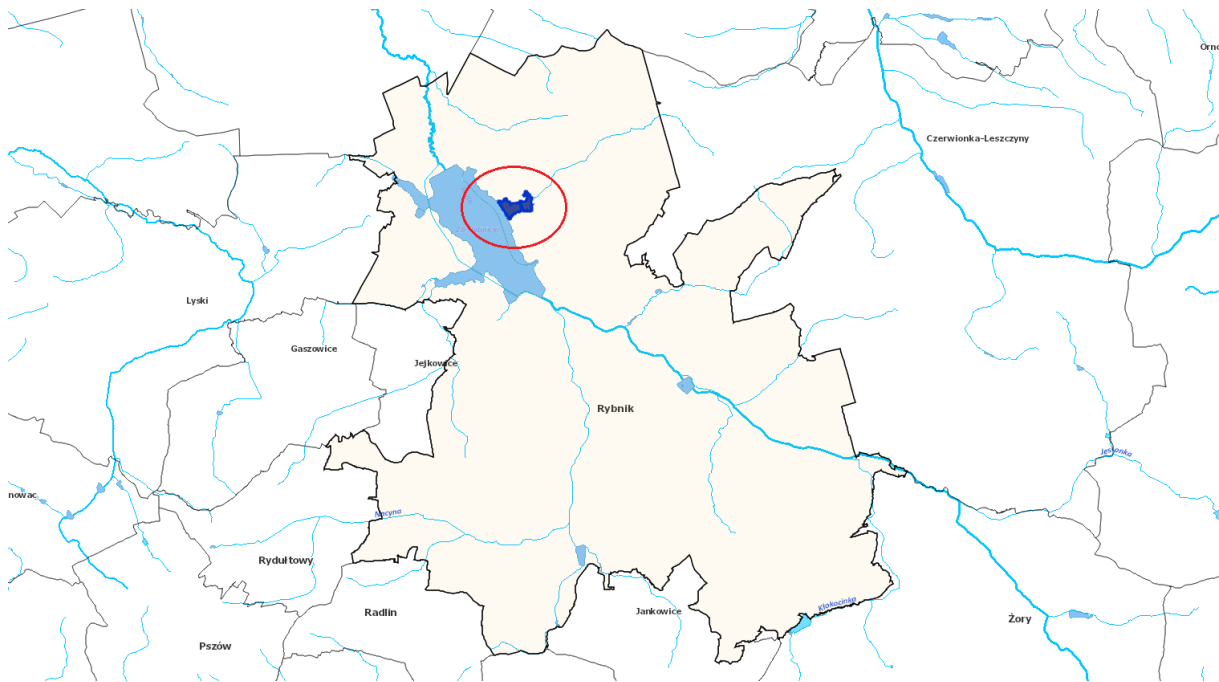 Orno
Czerwionka-Leszczyny
Lyski
Gaszowice
Jejkowice
Rybnik
Jesionka
nowac
Nacyna
Rydułtowy
Radlin
Jankowice
Kłokocinka
Żory
Pszów